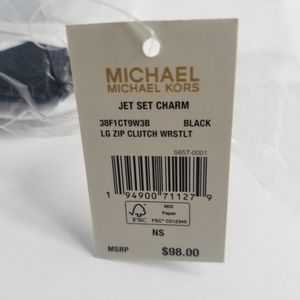 MICHAEL
MICHAEL KORS
JET SET CHARM
38F1CT9W3B BLACK
LG ZIP CLUTCH WRSTLT
S657-0001
1 94900 71127 9
FSC
MIX
Paper
FSC® C012345
NS
MSRP $98.00